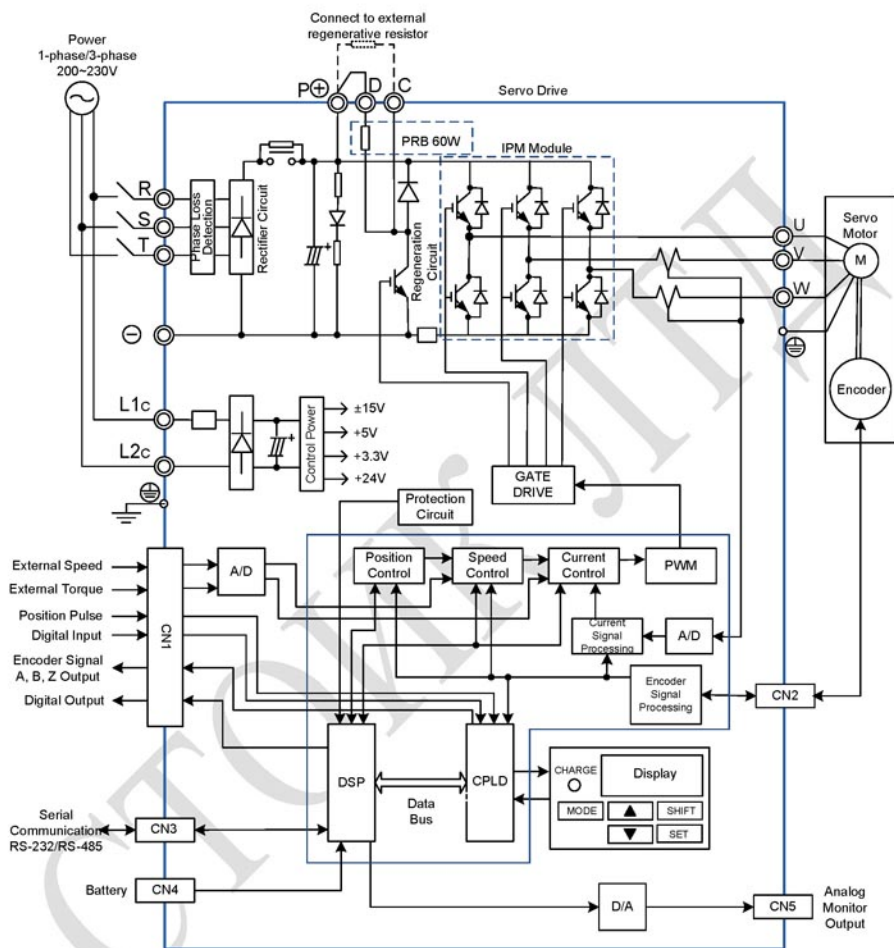 Connect to external
regenerative resistor
Power
1-phase/3-phase
200~230V
P⊕
D
C
Servo Drive
PRB 60W
IPM Module
R
S
T
Phase Loss
Detection
Rectifier Circuit
Regeneration
Circuit
U
V
W
Servo
Motor
M
Encoder
⊖
L1c
L2c
Control Power
±15V
+5V
+3.3V
+24V
GATE
DRIVE
Protection
Circuit
External Speed
External Torque
Position Pulse
Digital Input
Encoder Signal
A, B, Z Output
Digital Output
CN1
A/D
Position
Control
Speed
Control
Current
Control
PWM
Current
Signal
Processing
A/D
Encoder
Signal
Processing
CN2
DSP
Data
Bus
CPLD
CHARGE
Display
MODE
▲
SHIFT
▼
SET
Serial
Communication
RS-232/RS-485
CN3
Battery
CN4
D/A
CN5
Analog
Monitor
Output
СТОИК ЛТД